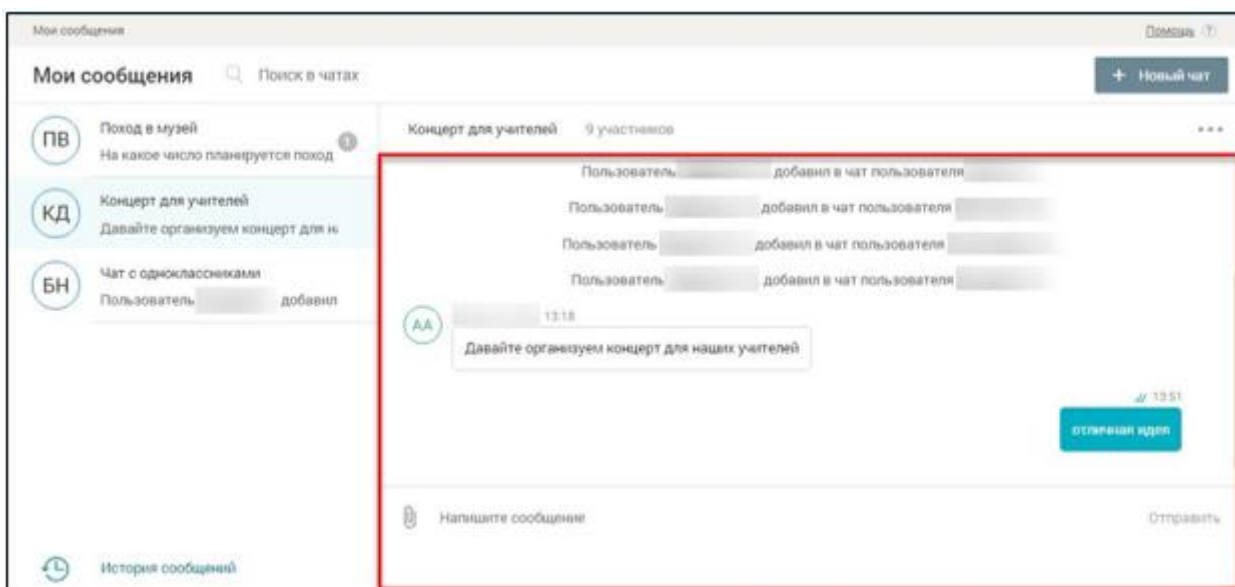 Мои сообщения
Помощь ?
Мои сообщения
Поиск в чатах
+ Новый чат
ПВ
Поход в музей
На какое число планируется поход
1
КД
Концерт для учителей
Давайте организуем концерт для на
БН
Чат с одноклассниками
Пользователь добавил
История сообщений
Концерт для учителей 9 участников
Пользователь добавил в чат пользователя
Пользователь добавил в чат пользователя
Пользователь добавил в чат пользователя
Пользователь добавил в чат пользователя
АА
13:18
Давайте организуем концерт для наших учителей
13:51
отличная идея
Напишите сообщение
Отправить